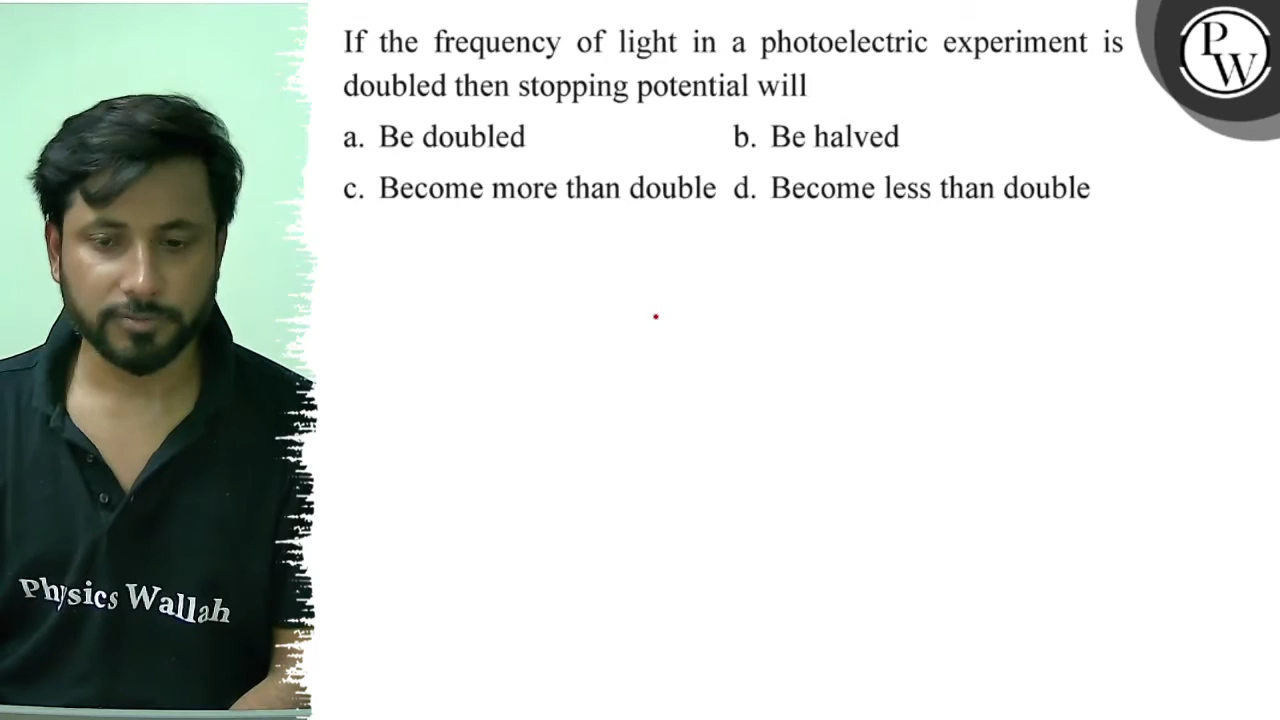 If the frequency of light in a photoelectric experiment is
doubled then stopping potential will
a. Be doubled b. Be halved
c. Become more than double d. Become less than double
PW
Physics Wallah